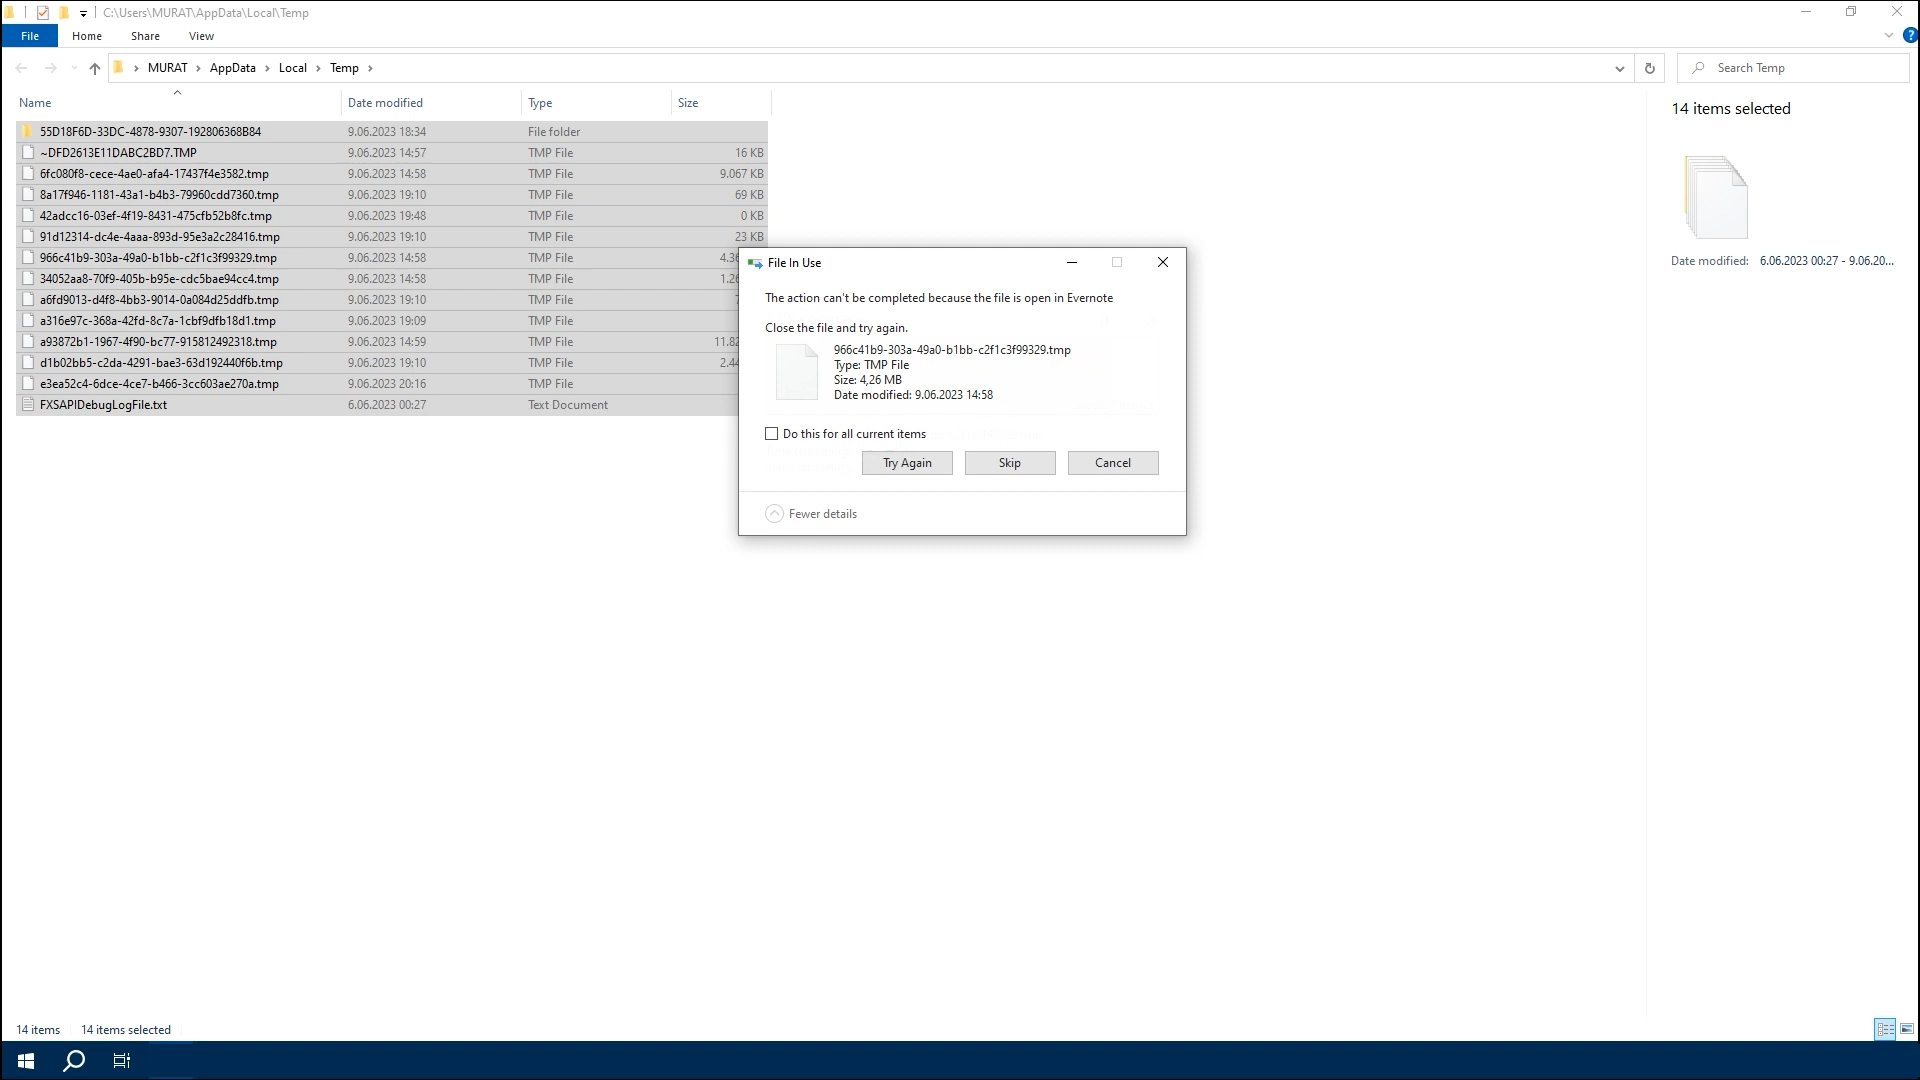 C:\Users\MURAT\AppData\Local\Temp
File Home Share View
MURAT AppData Local Temp
Search Temp
Name Date modified Type Size
55D18F6D-33DC-4878-9307-192806368B84 9.06.2023 18:34 File folder
~DFD2613E11DABC2BD7.TMP 9.06.2023 14:57 TMP File 16 KB
6fc080f8-cece-4ae0-afa4-17437f4e3582.tmp 9.06.2023 14:58 TMP File 9.067 KB
8a17f946-1181-43a1-b4b3-79960cdd7360.tmp 9.06.2023 19:10 TMP File 69 KB
42adcc16-03ef-4f19-8431-475cfb52b8fc.tmp 9.06.2023 19:48 TMP File 0 KB
91d12314-dc4e-4aaa-893d-95e3a2c28416.tmp 9.06.2023 19:10 TMP File 23 KB
966c41b9-303a-49a0-b1bb-c2f1c3f99329.tmp 9.06.2023 14:58 TMP File 4.36
34052aa8-70f9-405b-b95e-cdc5bae94cc4.tmp 9.06.2023 14:58 TMP File 1.26
a6fd9013-d4f8-4bb3-9014-0a084d25ddfb.tmp 9.06.2023 19:10 TMP File
a316e97c-368a-42fd-8c7a-1cbf9dfb18d1.tmp 9.06.2023 19:09 TMP File
a93872b1-1967-4f90-bc77-915812492318.tmp 9.06.2023 14:59 TMP File 11.82
d1b02bb5-c2da-4291-bae3-63d192440f6b.tmp 9.06.2023 19:10 TMP File 2.44
e3ea52c4-6dce-4ce7-b466-3cc603ae270a.tmp 9.06.2023 20:16 TMP File
FXSAPIDebugLogFile.txt 6.06.2023 00:27 Text Document
File In Use
The action can't be completed because the file is open in Evernote
Close the file and try again.
966c41b9-303a-49a0-b1bb-c2f1c3f99329.tmp
Type: TMP File
Size: 4,26 MB
Date modified: 9.06.2023 14:58
Do this for all current items
Try Again Skip Cancel
Fewer details
14 items selected
Date modified: 6.06.2023 00:27 - 9.06.20...
14 items 14 items selected